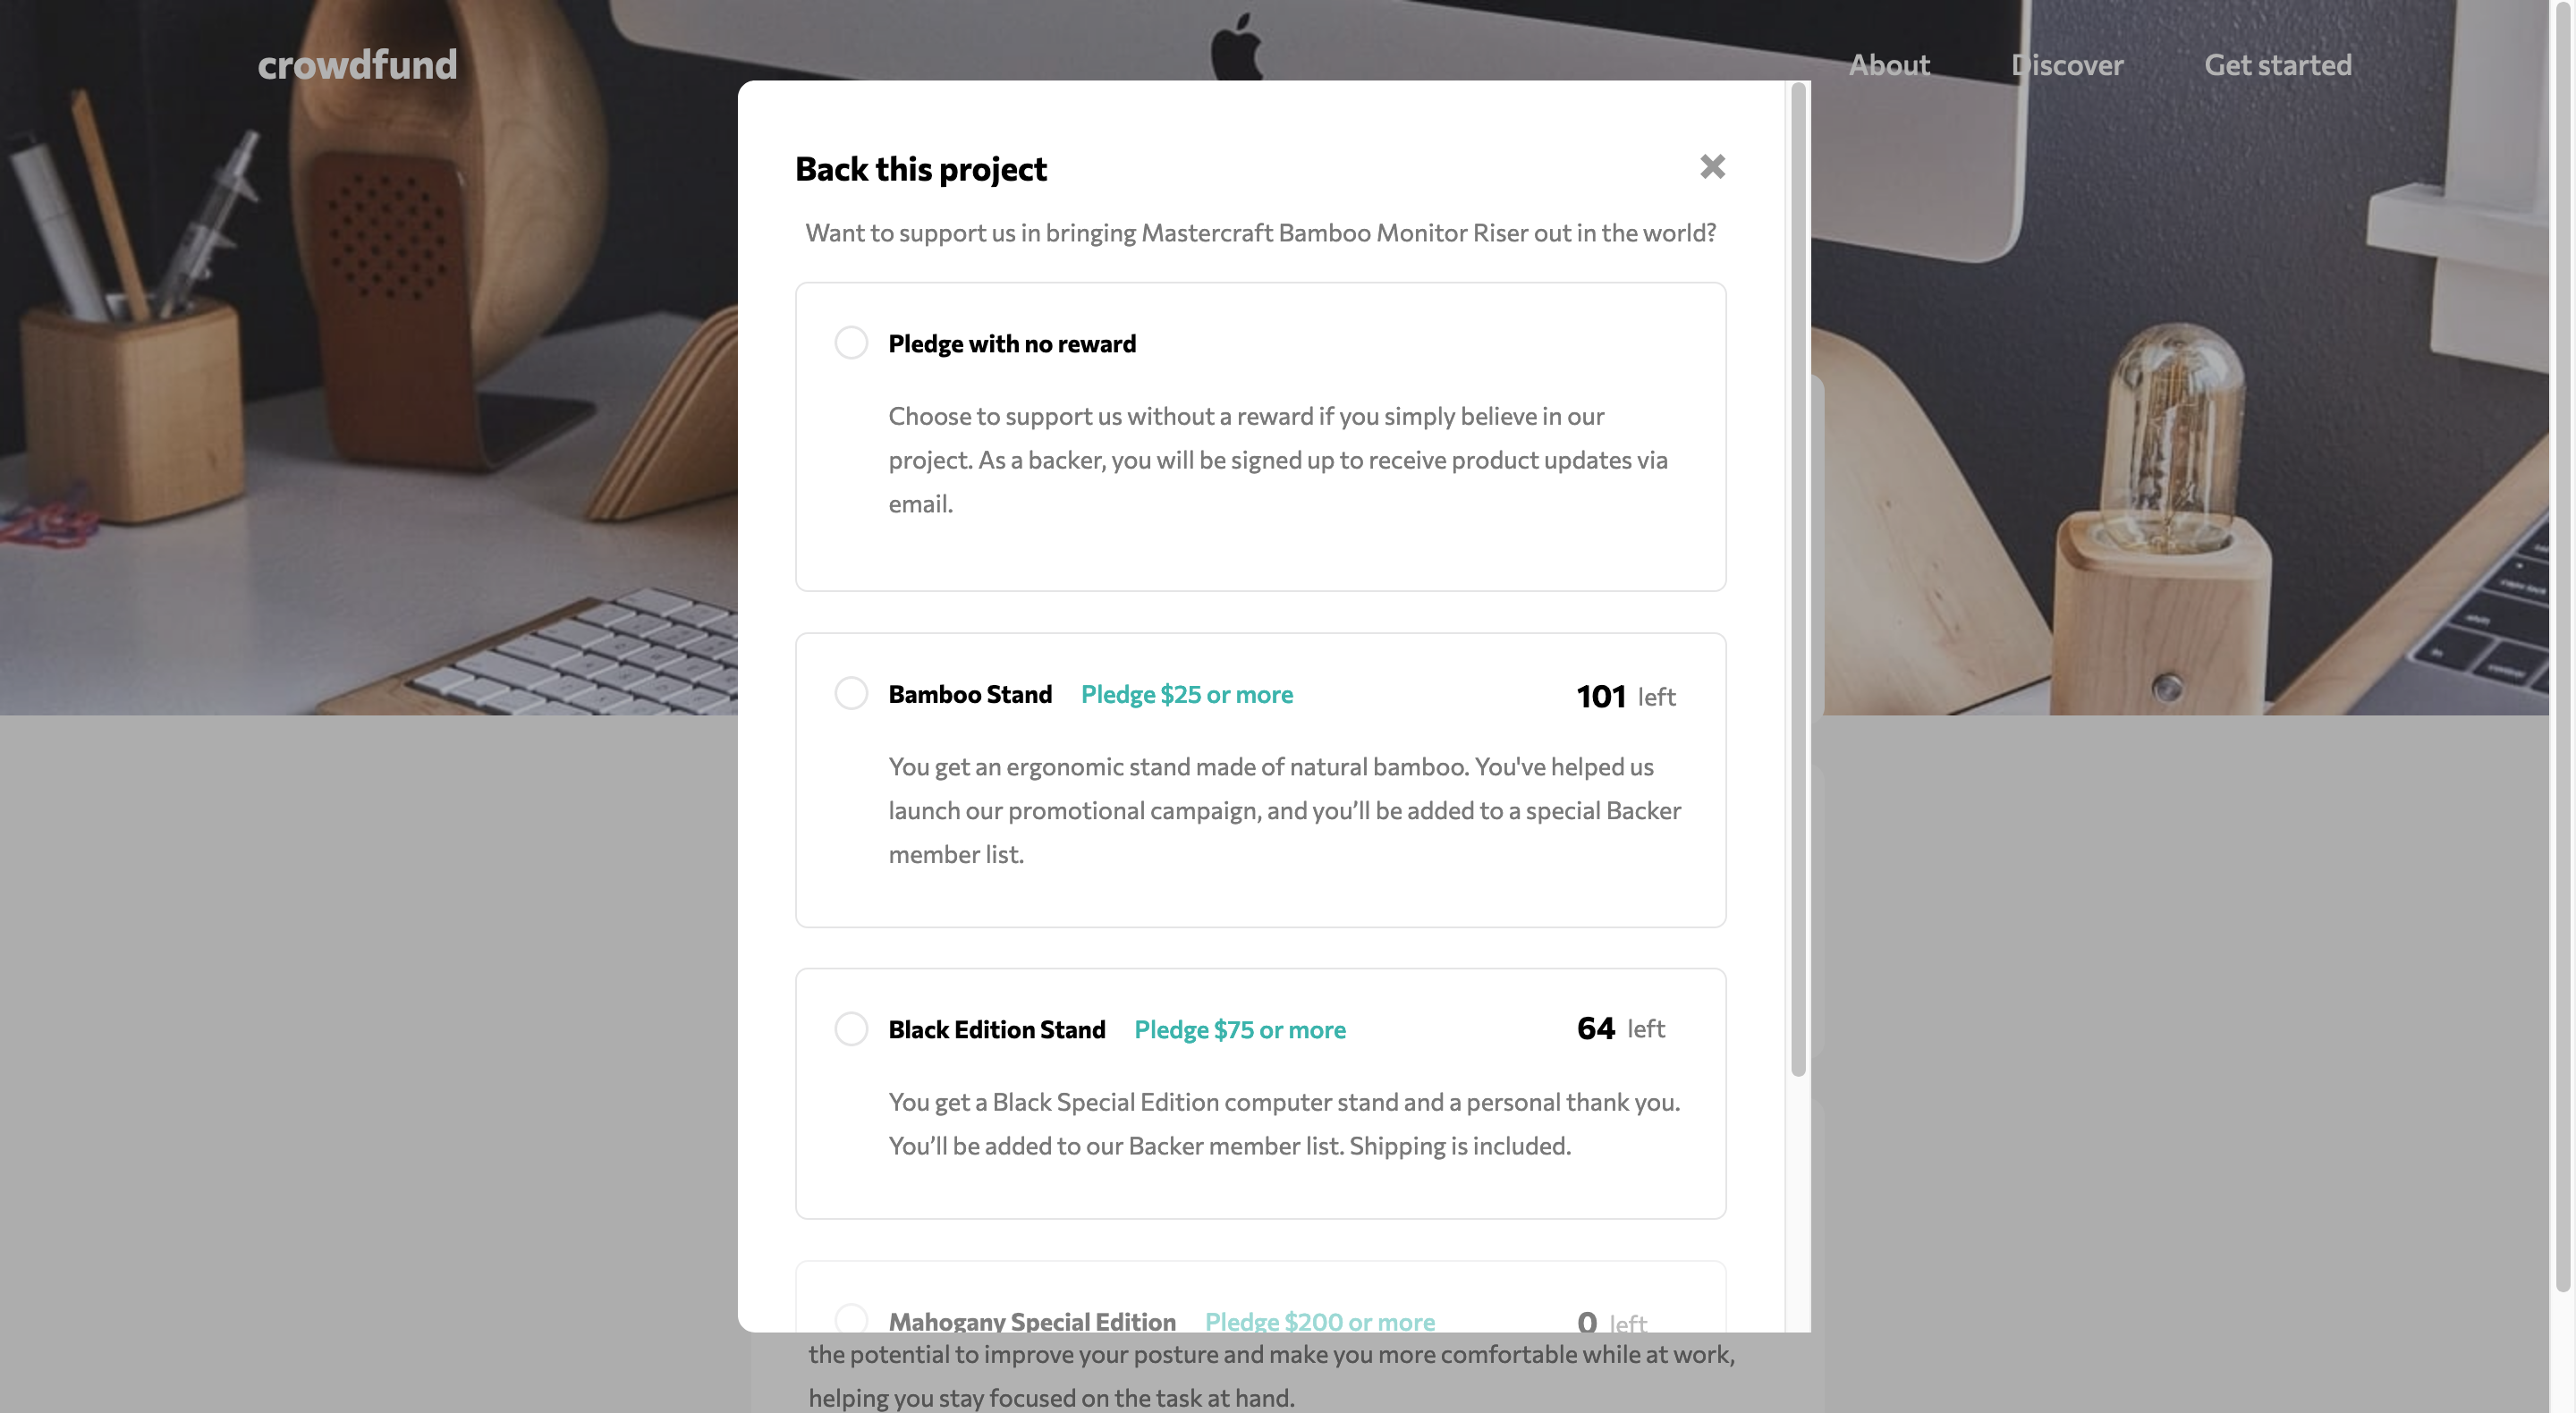 crowdfund
About
Discover
Get started
Back this project
Want to support us in bringing Mastercraft Bamboo Monitor Riser out in the world?
Pledge with no reward
Choose to support us without a reward if you simply believe in our
project. As a backer, you will be signed up to receive product updates via
email.
Bamboo Stand Pledge $25 or more 101 left
You get an ergonomic stand made of natural bamboo. You've helped us
launch our promotional campaign, and you’ll be added to a special Backer
member list.
Black Edition Stand Pledge $75 or more 64 left
You get a Black Special Edition computer stand and a personal thank you.
You’ll be added to our Backer member list. Shipping is included.
Mahogany Special Edition Pledge $200 or more 0 left
the potential to improve your posture and make you more comfortable while at work,
helping you stay focused on the task at hand.